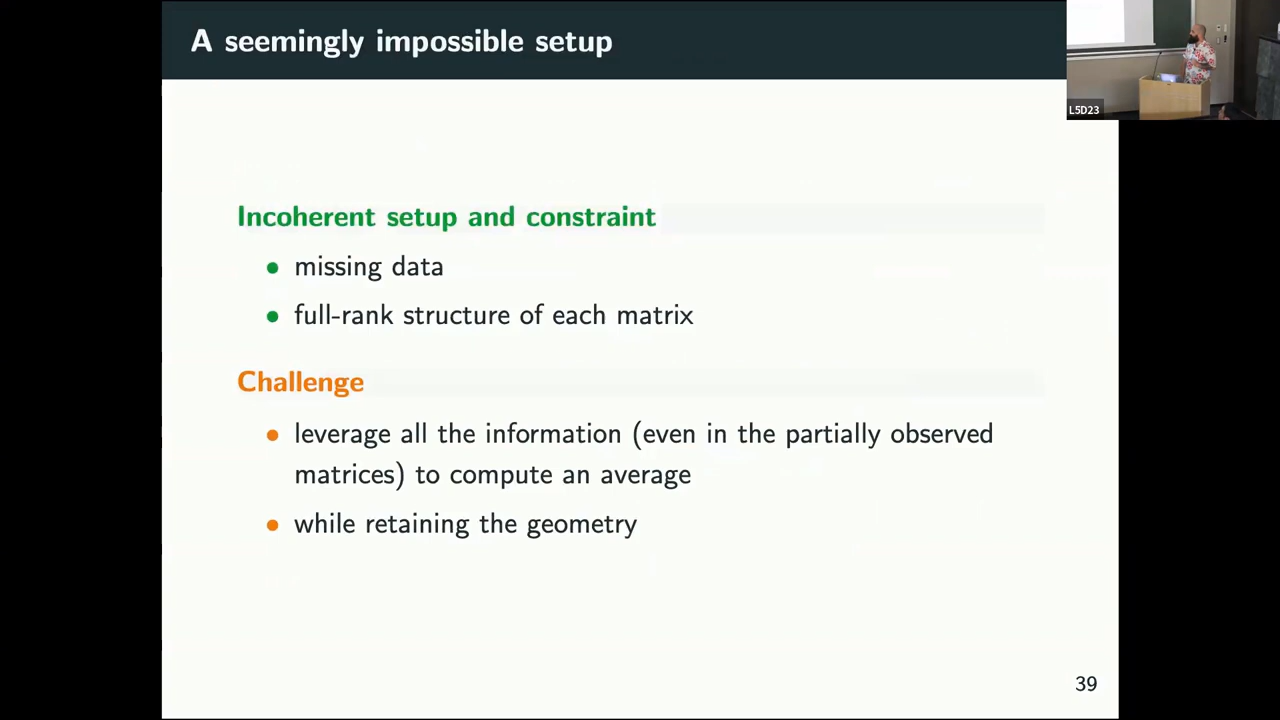 A seemingly impossible setup
L5D23
Incoherent setup and constraint
• missing data
• full-rank structure of each matrix
Challenge
• leverage all the information (even in the partially observed
matrices) to compute an average
• while retaining the geometry
39